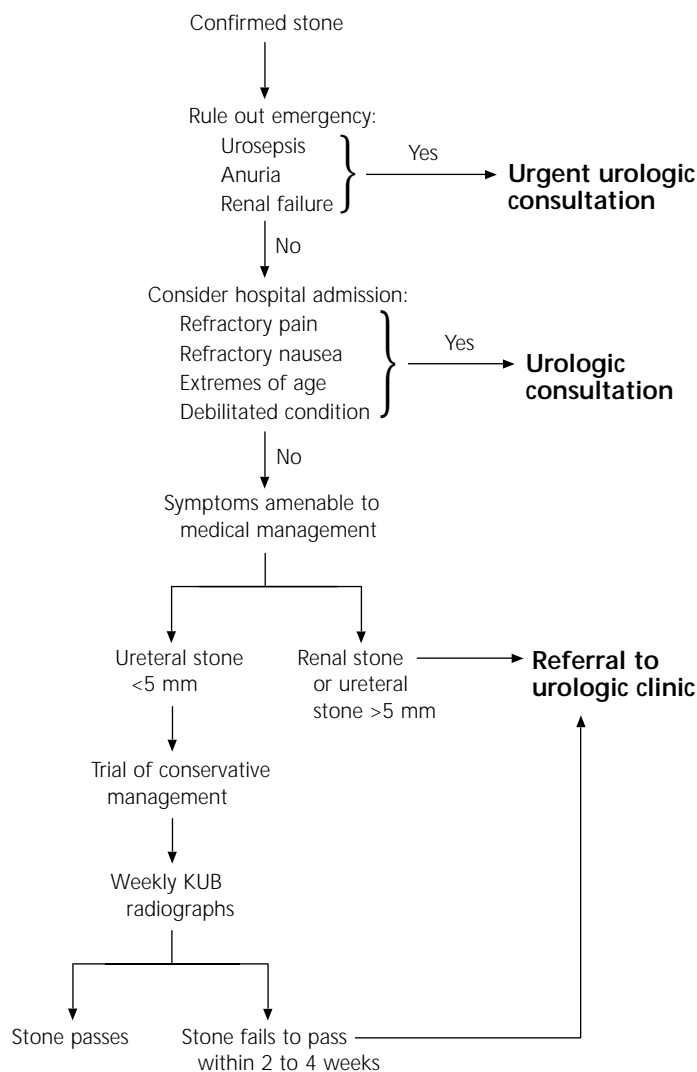 Confirmed stone
Rule out emergency:
Urosepsis
Anuria
Renal failure
Yes
Urgent urologic
consultation
No
Consider hospital admission:
Refractory pain
Refractory nausea
Extremes of age
Debilitated condition
Yes
Urologic
consultation
No
Symptoms amenable to
medical management
Ureteral stone
<5 mm
Renal stone
or ureteral
stone >5 mm
Referral to
urologic clinic
Trial of conservative
management
Weekly KUB
radiographs
Stone passes
Stone fails to pass
within 2 to 4 weeks